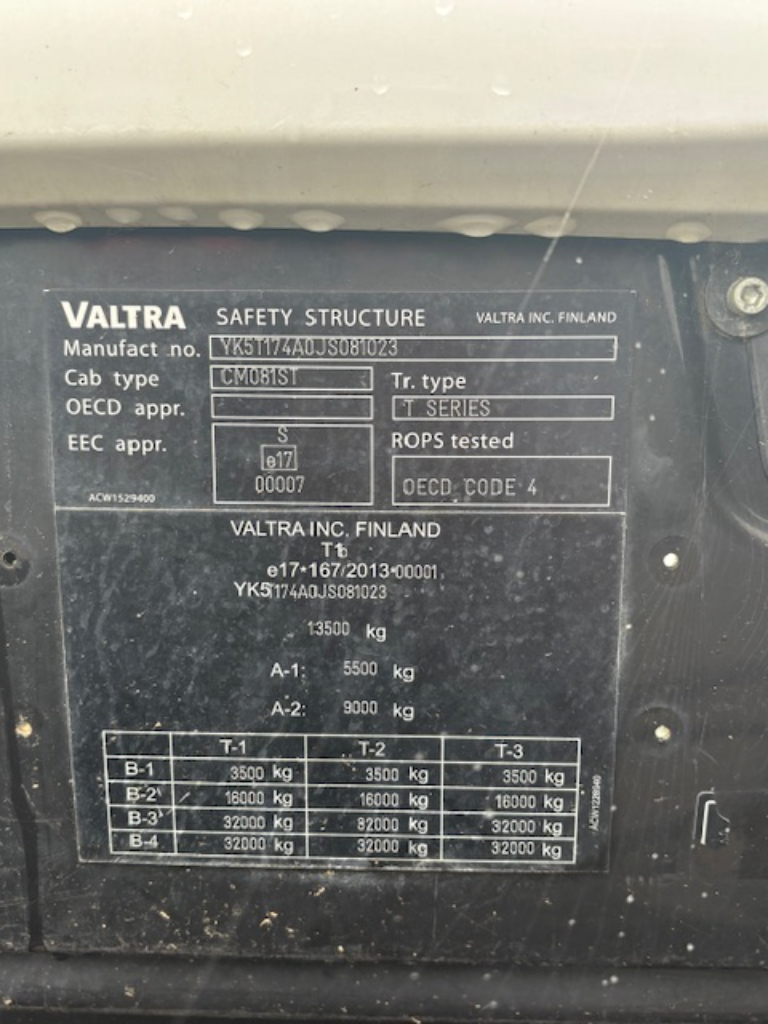 VALTRA SAFETY STRUCTURE VALTRA INC. FINLAND
Manufact no. YK5T174A0JS081023
Cab type CM081ST Tr. type
OECD appr. T SERIES
EEC appr. S ROPS tested
e17
00007 OECD CODE 4
ACW1529400
VALTRA INC. FINLAND
T1b
e17*167/2013*00001
YK5T174A0JS081023
13500 kg
A-1: 5500 kg
A-2: 9000 kg
T-1 T-2 T-3
B-1 3500 kg 3500 kg 3500 kg
B-2 16000 kg 16000 kg 16000 kg
B-3 32000 kg 32000 kg 32000 kg
B-4 32000 kg 32000 kg 32000 kg